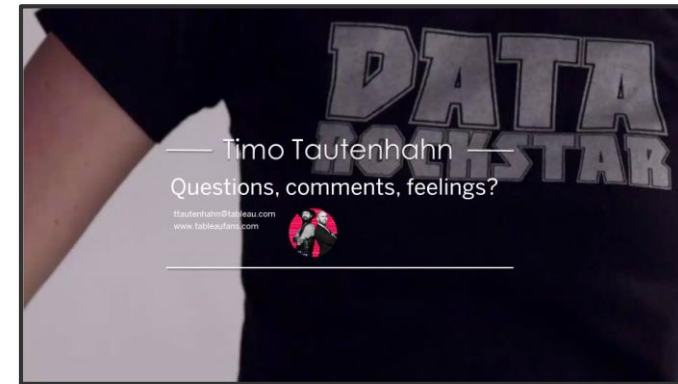 DATA
ROCKSTAR
Timo Tautenhahn
Questions, comments, feelings?
ttautenhahn@tableau.com
www.tableaufans.com